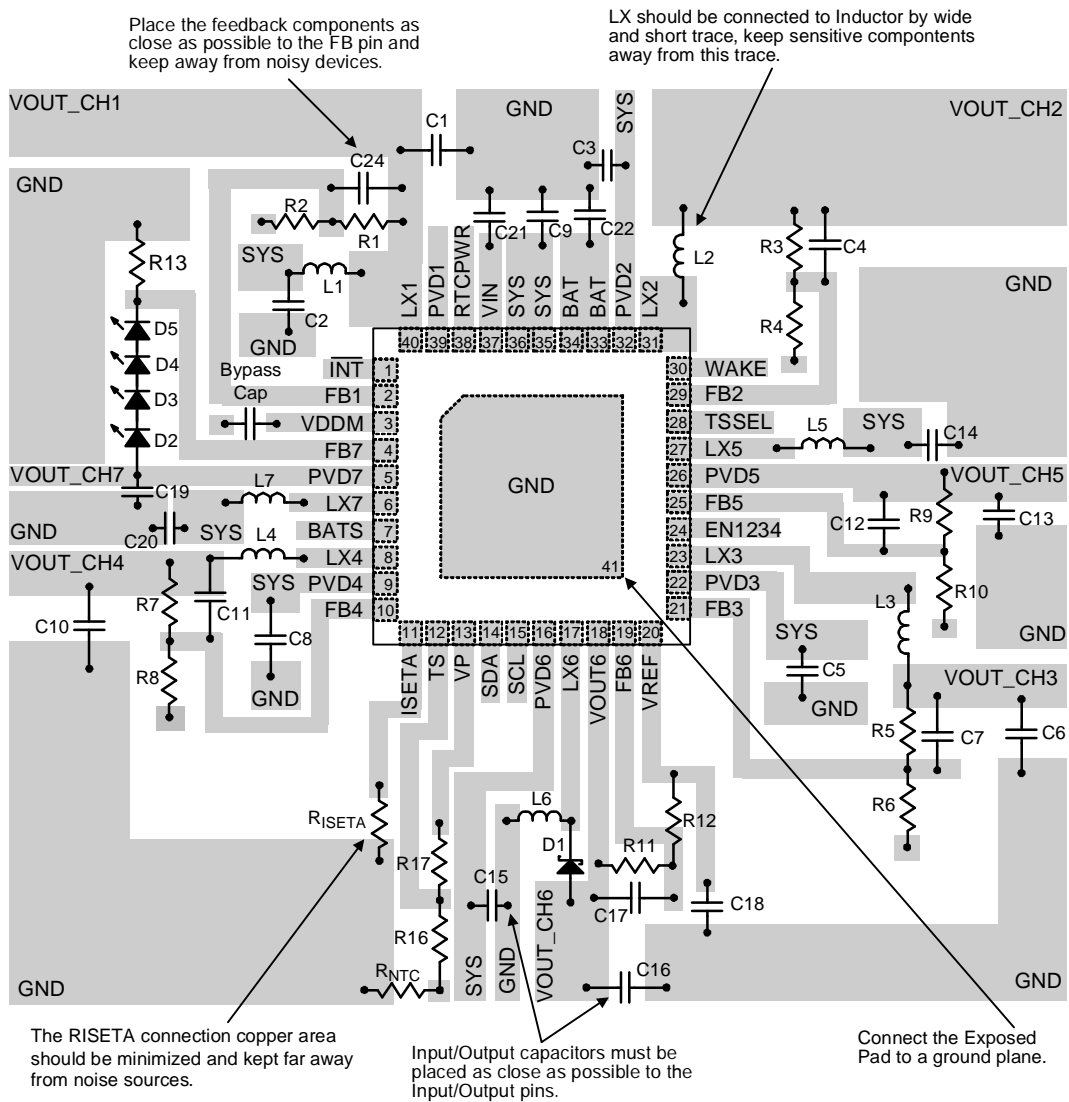 Place the feedback components as
close as possible to the FB pin and
keep away from noisy devices.
LX should be connected to Inductor by wide
and short trace, keep sensitive compontents
away from this trace.
VOUT_CH1
GND
SYS
VOUT_CH2
C1
C3
C24
GND
R2
R1
C21
C9
C22
R13
SYS
L1
C2
GND
L2
R3
C4
R4
GND
LX1
PVD1
RTCPWR
VIN
SYS
SYS
BAT
BAT
PVD2
LX2
40
39
38
37
36
35
34
33
32
31
D5
D4
D3
D2
Bypass
Cap
INT
1
FB1
2
VDDM
3
FB7
4
VOUT_CH7
PVD7
5
LX7
6
BATS
7
LX4
8
PVD4
9
FB4
10
30
WAKE
29
FB2
28
TSSEL
27
LX5
26
PVD5
25
FB5
24
EN1234
23
LX3
22
PVD3
21
FB3
GND
41
L5
SYS
C14
VOUT_CH5
C12
R9
C13
R10
GND
C19
L7
GND
C20
SYS
L4
VOUT_CH4
SYS
R7
C11
C10
C8
R8
GND
L3
SYS
C5
GND
VOUT_CH3
R5
C7
C6
R6
11
12
13
14
15
16
17
18
19
20
ISETA
TS
VP
SDA
SCL
PVD6
LX6
VOUT6
FB6
VREF
RISETA
R17
L6
D1
R12
R11
C15
C17
C18
R16
RNTC
SYS
GND
VOUT_CH6
C16
GND
GND
The RISETA connection copper area
should be minimized and kept far away
from noise sources.
Input/Output capacitors must be
placed as close as possible to the
Input/Output pins.
Connect the Exposed
Pad to a ground plane.